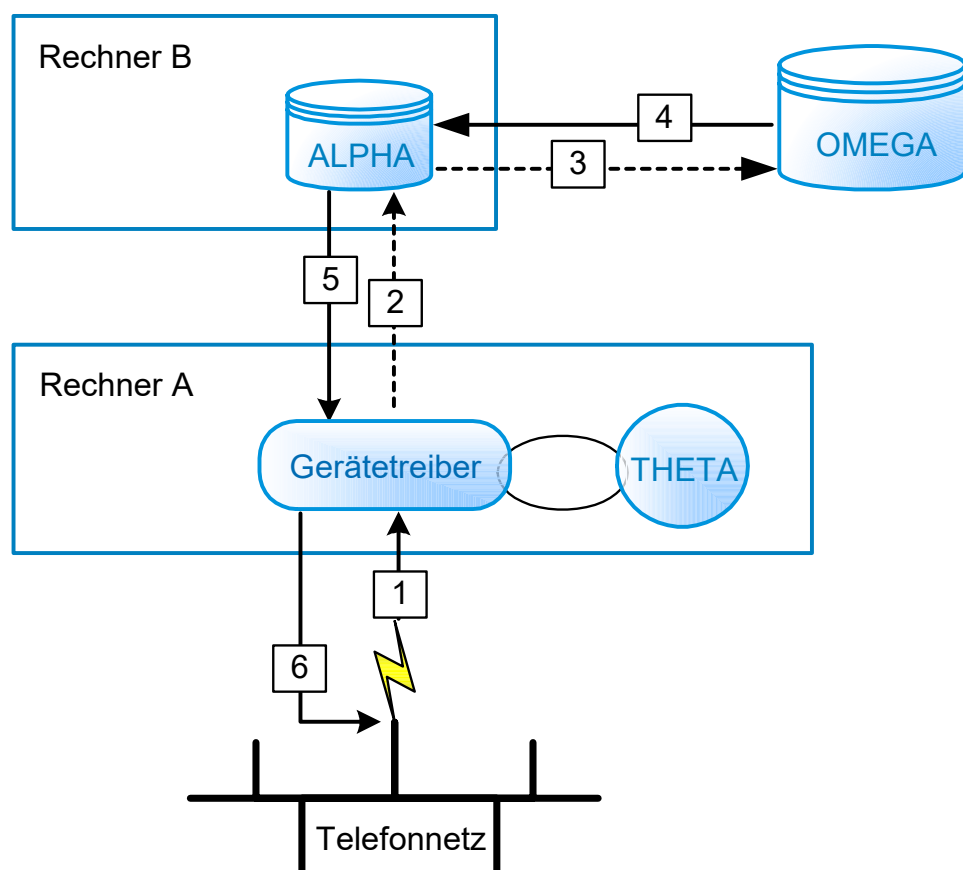 Rechner B
ALPHA
4
OMEGA
3
5
2
Rechner A
Gerätetreiber
THETA
1
6
Telefonnetz